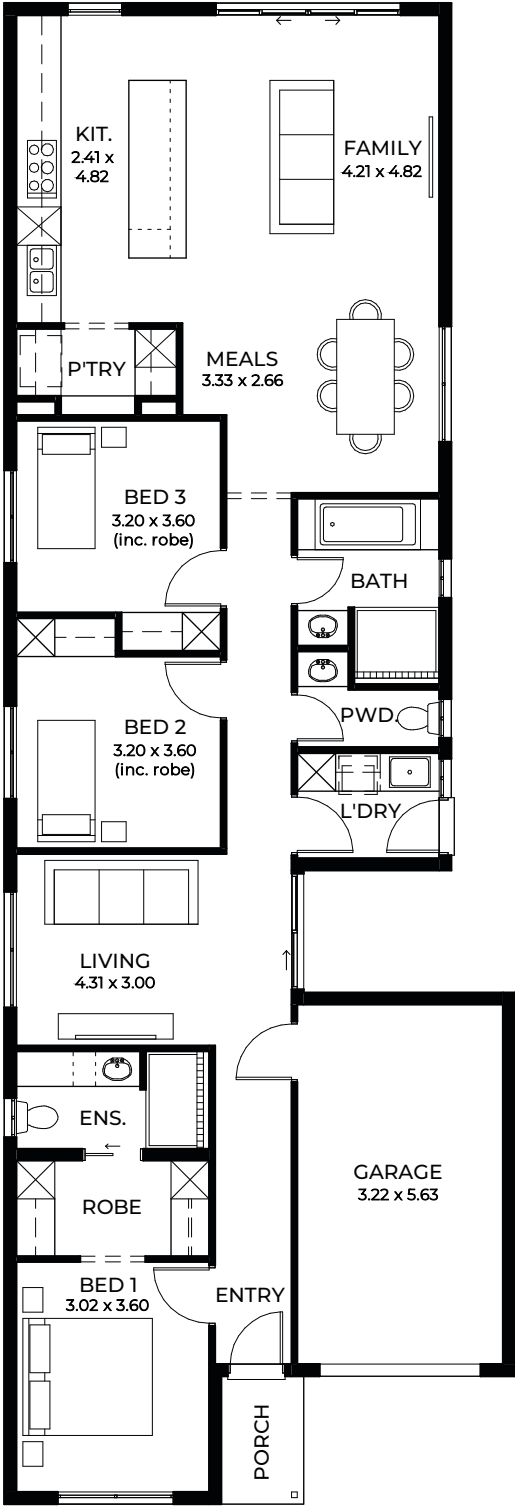 KIT.
2.41 x
4.82
FAMILY
4.21 x 4.82
P'TRY
MEALS
3.33 x 2.66
BED 3
3.20 x 3.60
(inc. robe)
BATH
BED 2
3.20 x 3.60
(inc. robe)
PWD.
L'DRY
LIVING
4.31 x 3.00
ENS.
ROBE
GARAGE
3.22 x 5.63
BED 1
3.02 x 3.60
ENTRY
PORCH